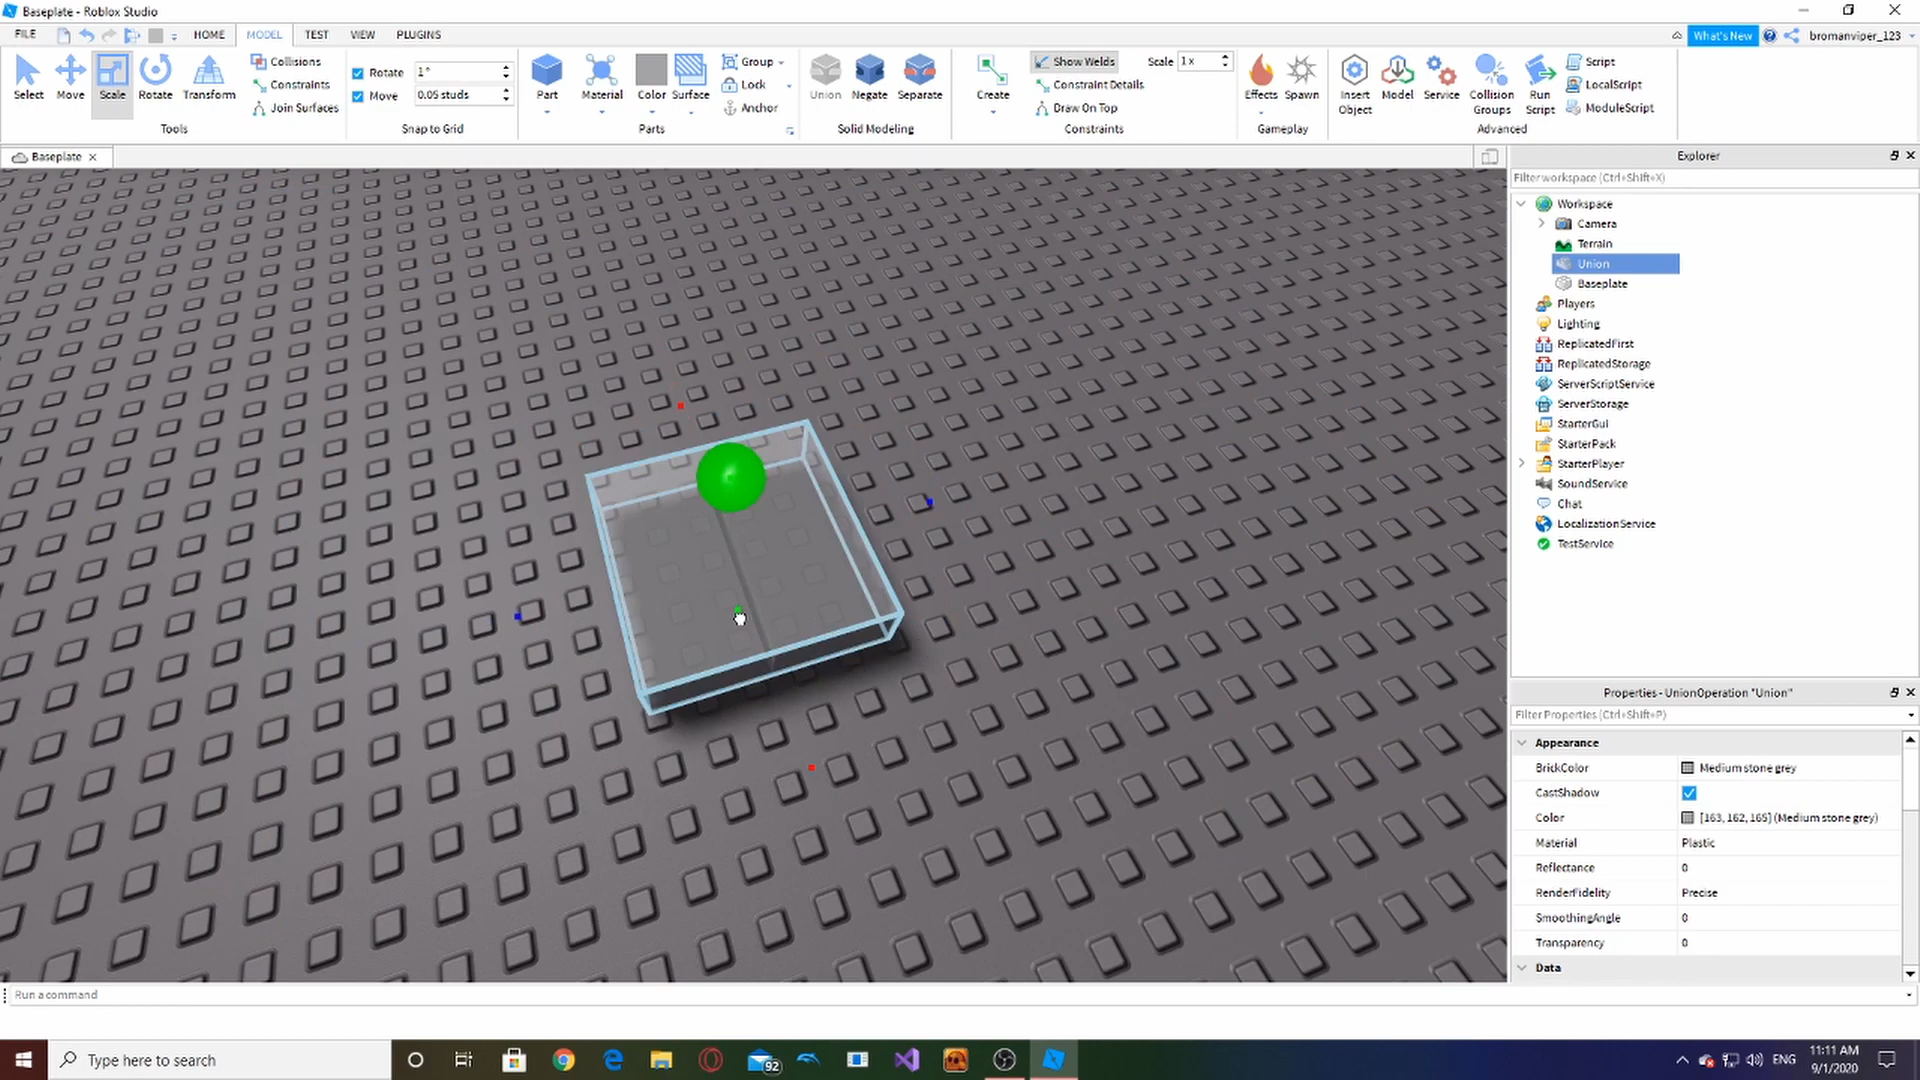 Baseplate - Roblox Studio
FILE HOME MODEL TEST VIEW PLUGINS What's New bromanviper_123
Select Move Scale Rotate Transform
Collisions
Constraints
Join Surfaces
Tools
Rotate 1°
Move 0.05 studs
Snap to Grid
Part Material Color Surface
Group
Lock
Anchor
Parts
Union Negate Separate
Solid Modeling
Create
Show Welds Scale 1x
Constraint Details
Draw On Top
Constraints
Effects Spawn
Gameplay
Insert Object Model Service Collision Groups Run Script
Script
LocalScript
ModuleScript
Advanced
Baseplate
Explorer
Filter workspace (Ctrl+Shift+X)
Workspace
Camera
Terrain
Union
Baseplate
Players
Lighting
ReplicatedFirst
ReplicatedStorage
ServerScriptService
ServerStorage
StarterGui
StarterPack
StarterPlayer
SoundService
Chat
LocalizationService
TestService
Properties - UnionOperation "Union"
Filter Properties (Ctrl+Shift+P)
Appearance
BrickColor Medium stone grey
CastShadow
Color [163, 162, 165] (Medium stone grey)
Material Plastic
Reflectance 0
RenderFidelity Precise
SmoothingAngle 0
Transparency 0
Data
Run a command
Type here to search
92
ENG
11:11 AM
9/1/2020